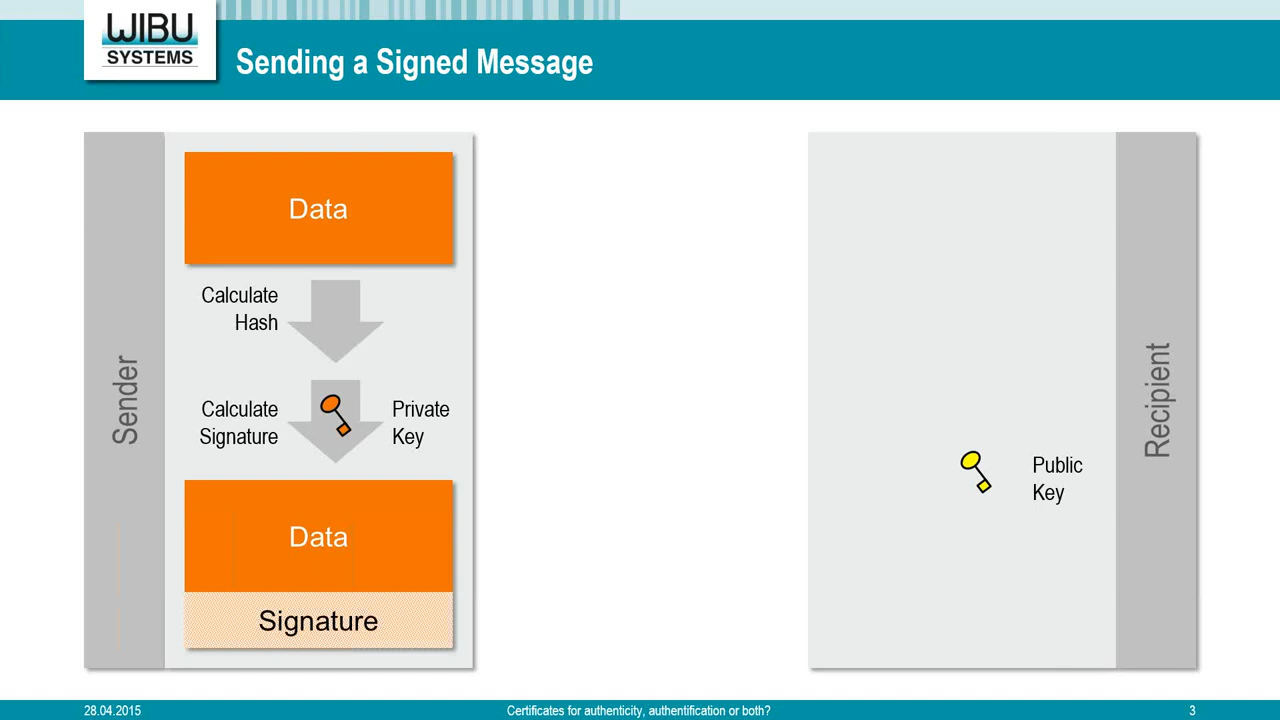 WIBU
SYSTEMS
Sending a Signed Message
Sender
Data
Calculate
Hash
Calculate
Signature
Private
Key
Data
Signature
Public
Key
Recipient
28.04.2015
Certificates for authenticity, authentification or both?
3